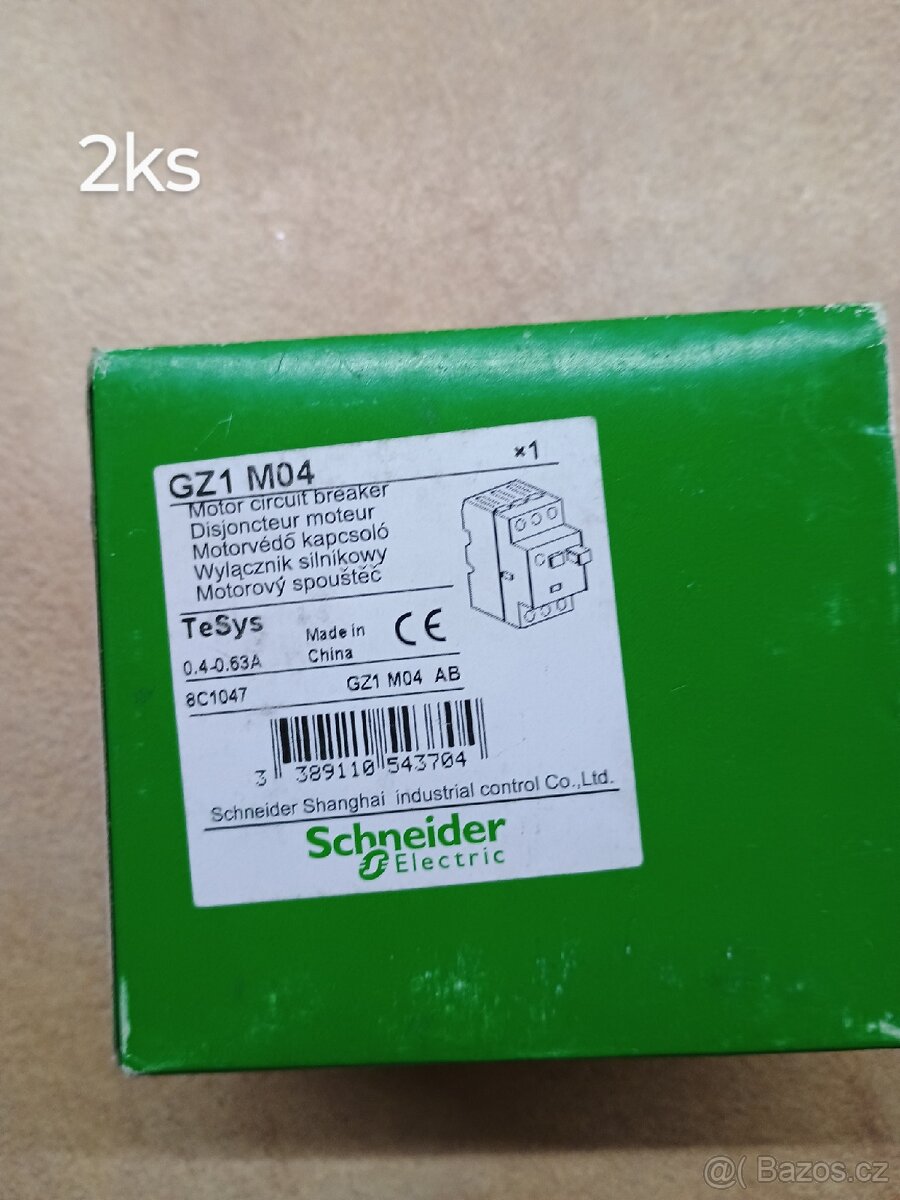 2ks
GZ1 M04
×1
Motor circuit breaker
Disjoncteur moteur
Motorvédő kapcsoló
Wyłącznik silnikowy
Motorový spouštěč
TeSys
Made in
China
CE
0.4-0.63A
8C1047
GZ1 M04 AB
3 389110 543704
Schneider Shanghai industrial control Co.,Ltd.
Schneider
Electric
@( Bazoš.cz